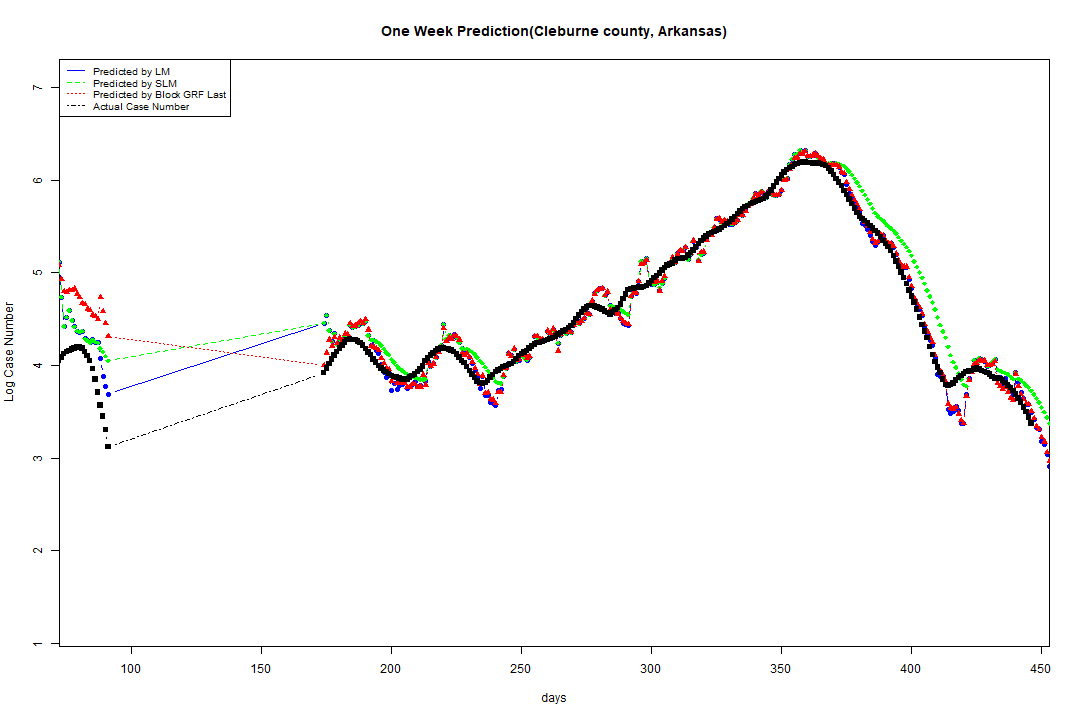 One Week Prediction(Cleburne county, Arkansas)
Predicted by LM
Predicted by SLM
Predicted by Block GRF Last
Actual Case Number
Log Case Number
7
6
5
4
3
2
1
100 150 200 250 300 350 400 450
days